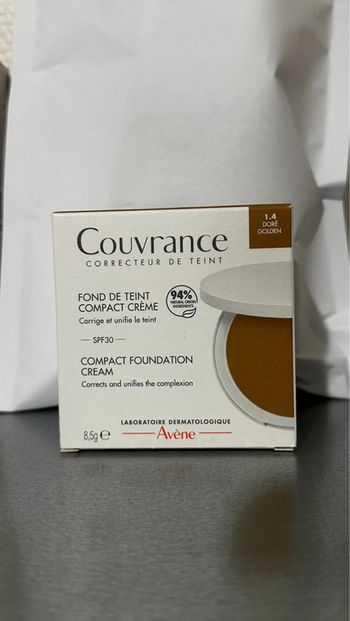 1.4
DORÉ
GOLDEN
Couvrance
CORRECTEUR DE TEINT
FOND DE TEINT
COMPACT CRÈME
Corrige et unifie le teint
94%
NATURAL ORIGIN
INGREDIENTS
SPF30
COMPACT FOUNDATION
CREAM
Corrects and unifies the complexion
LABORATOIRE DERMATOLOGIQUE
Avène
8,5g e